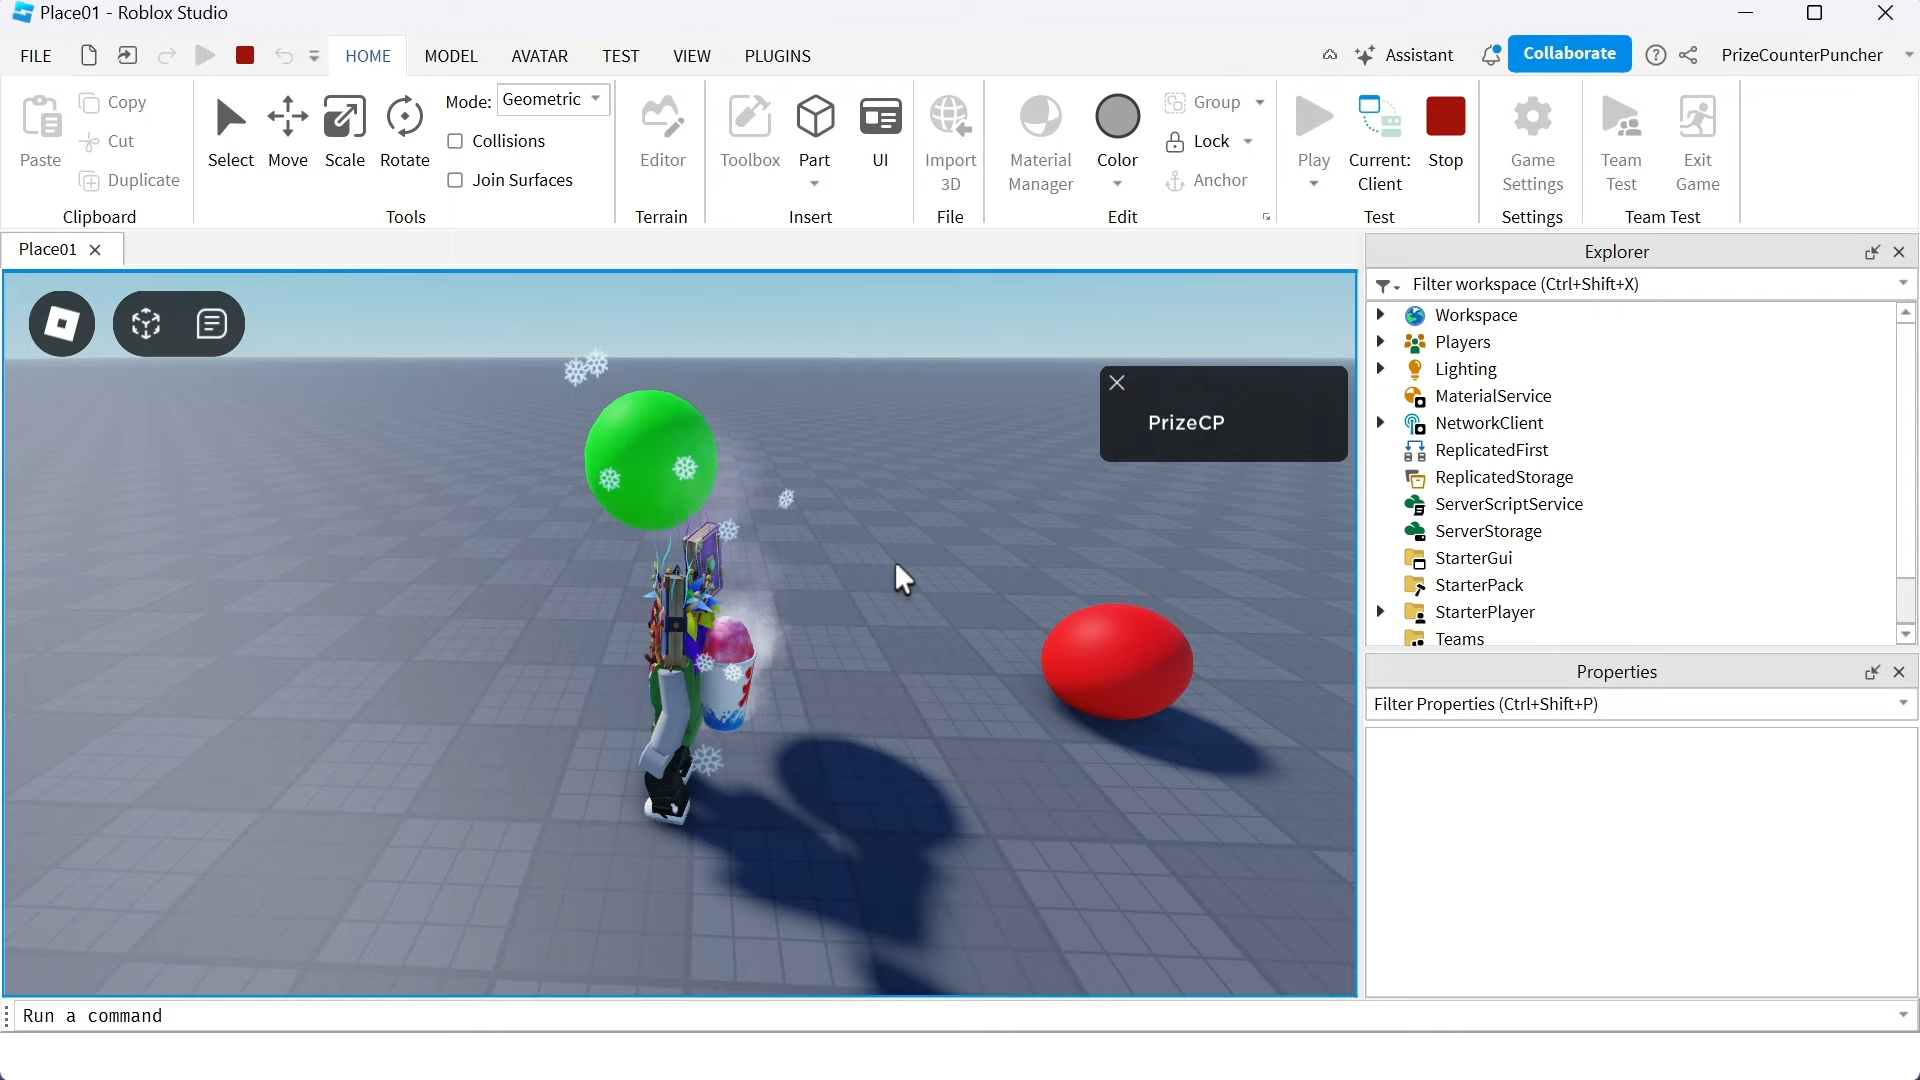 Place01 - Roblox Studio
FILE HOME MODEL AVATAR TEST VIEW PLUGINS Assistant Collaborate PrizeCounterPuncher
Paste
Copy
Cut
Duplicate
Clipboard
Select Move Scale Rotate
Mode: Geometric
Collisions
Join Surfaces
Tools
Editor
Terrain
Toolbox Part UI
Insert
Import
3D
File
Material
Manager
Color
Group
Lock
Anchor
Edit
Play
Current:
Client
Stop
Test
Game
Settings
Settings
Team
Test
Exit
Game
Team Test
Place01
PrizeCP
Explorer
Filter workspace (Ctrl+Shift+X)
Workspace
Players
Lighting
MaterialService
NetworkClient
ReplicatedFirst
ReplicatedStorage
ServerScriptService
ServerStorage
StarterGui
StarterPack
StarterPlayer
Teams
Properties
Filter Properties (Ctrl+Shift+P)
Run a command